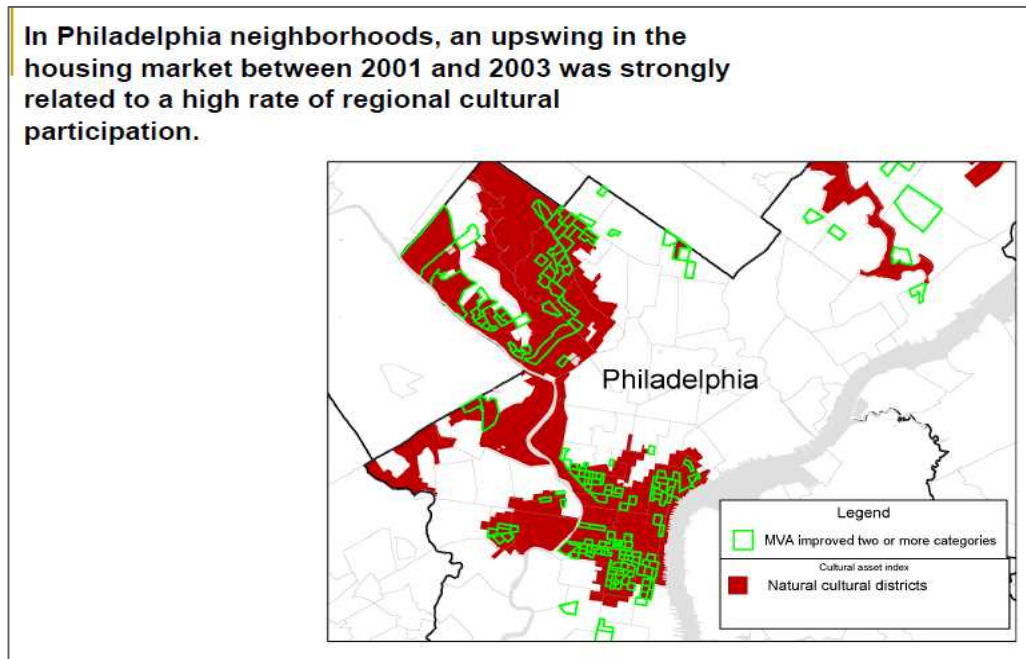 In Philadelphia neighborhoods, an upswing in the
housing market between 2001 and 2003 was strongly
related to a high rate of regional cultural
participation.
Philadelphia
Legend
MVA improved two or more categories
Cultural asset index
Natural cultural districts